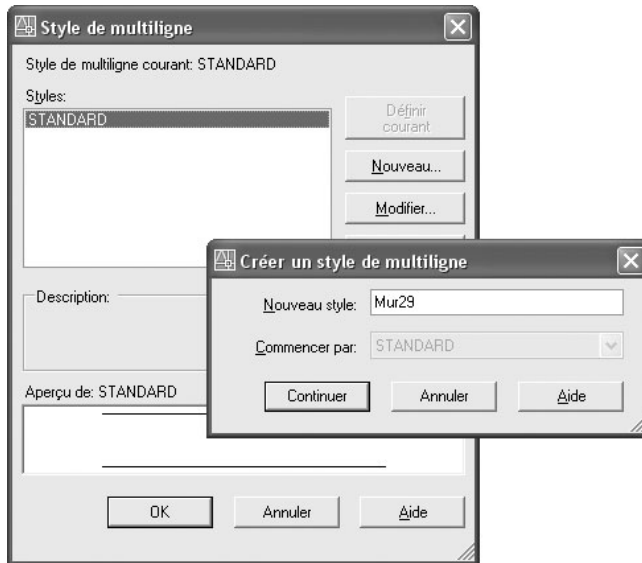 Style de multiligne
Style de multiligne courant: STANDARD
Styles:
STANDARD
Définir
courant
Nouveau...
Modifier...
Créer un style de multiligne
Nouveau style: Mur29
Commencer par: STANDARD
Continuer Annuler Aide
Description:
Aperçu de: STANDARD
OK Annuler Aide